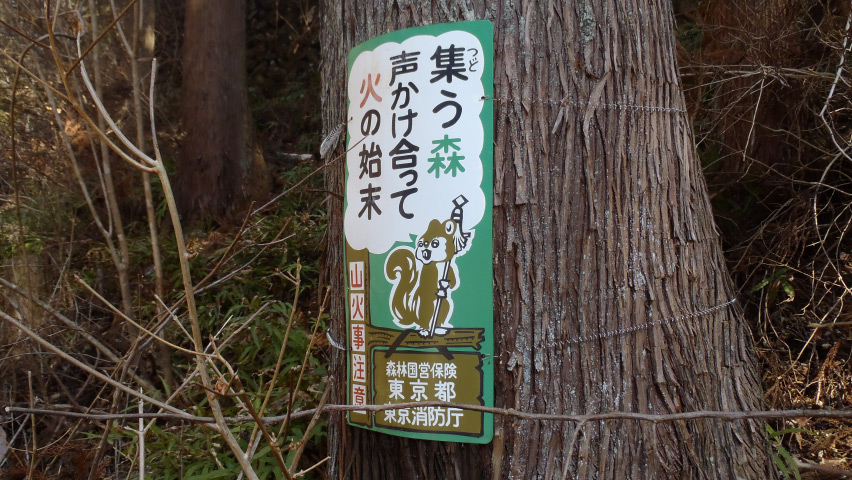 集う森
つど
声かけ合って
火の始末
山火事注意
森林国営保険
東京都
東京消防庁